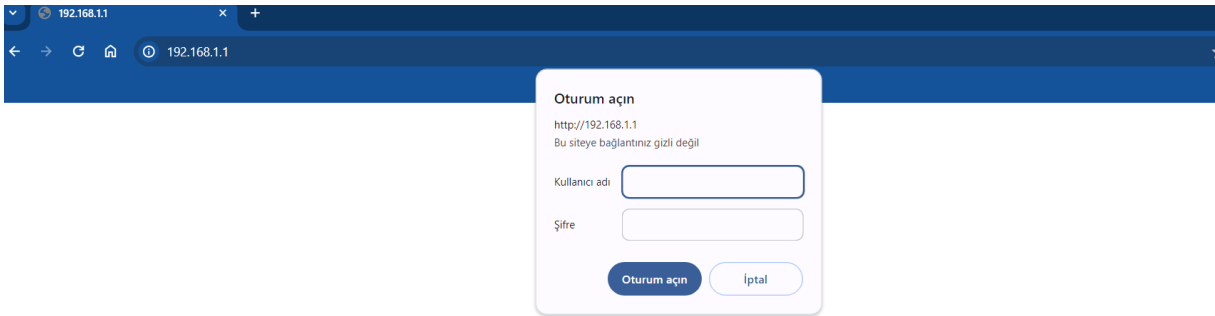 192.168.1.1
192.168.1.1
Oturum açın
http://192.168.1.1
Bu siteye bağlantınız gizli değil
Kullanıcı adı
Şifre
Oturum açın İptal